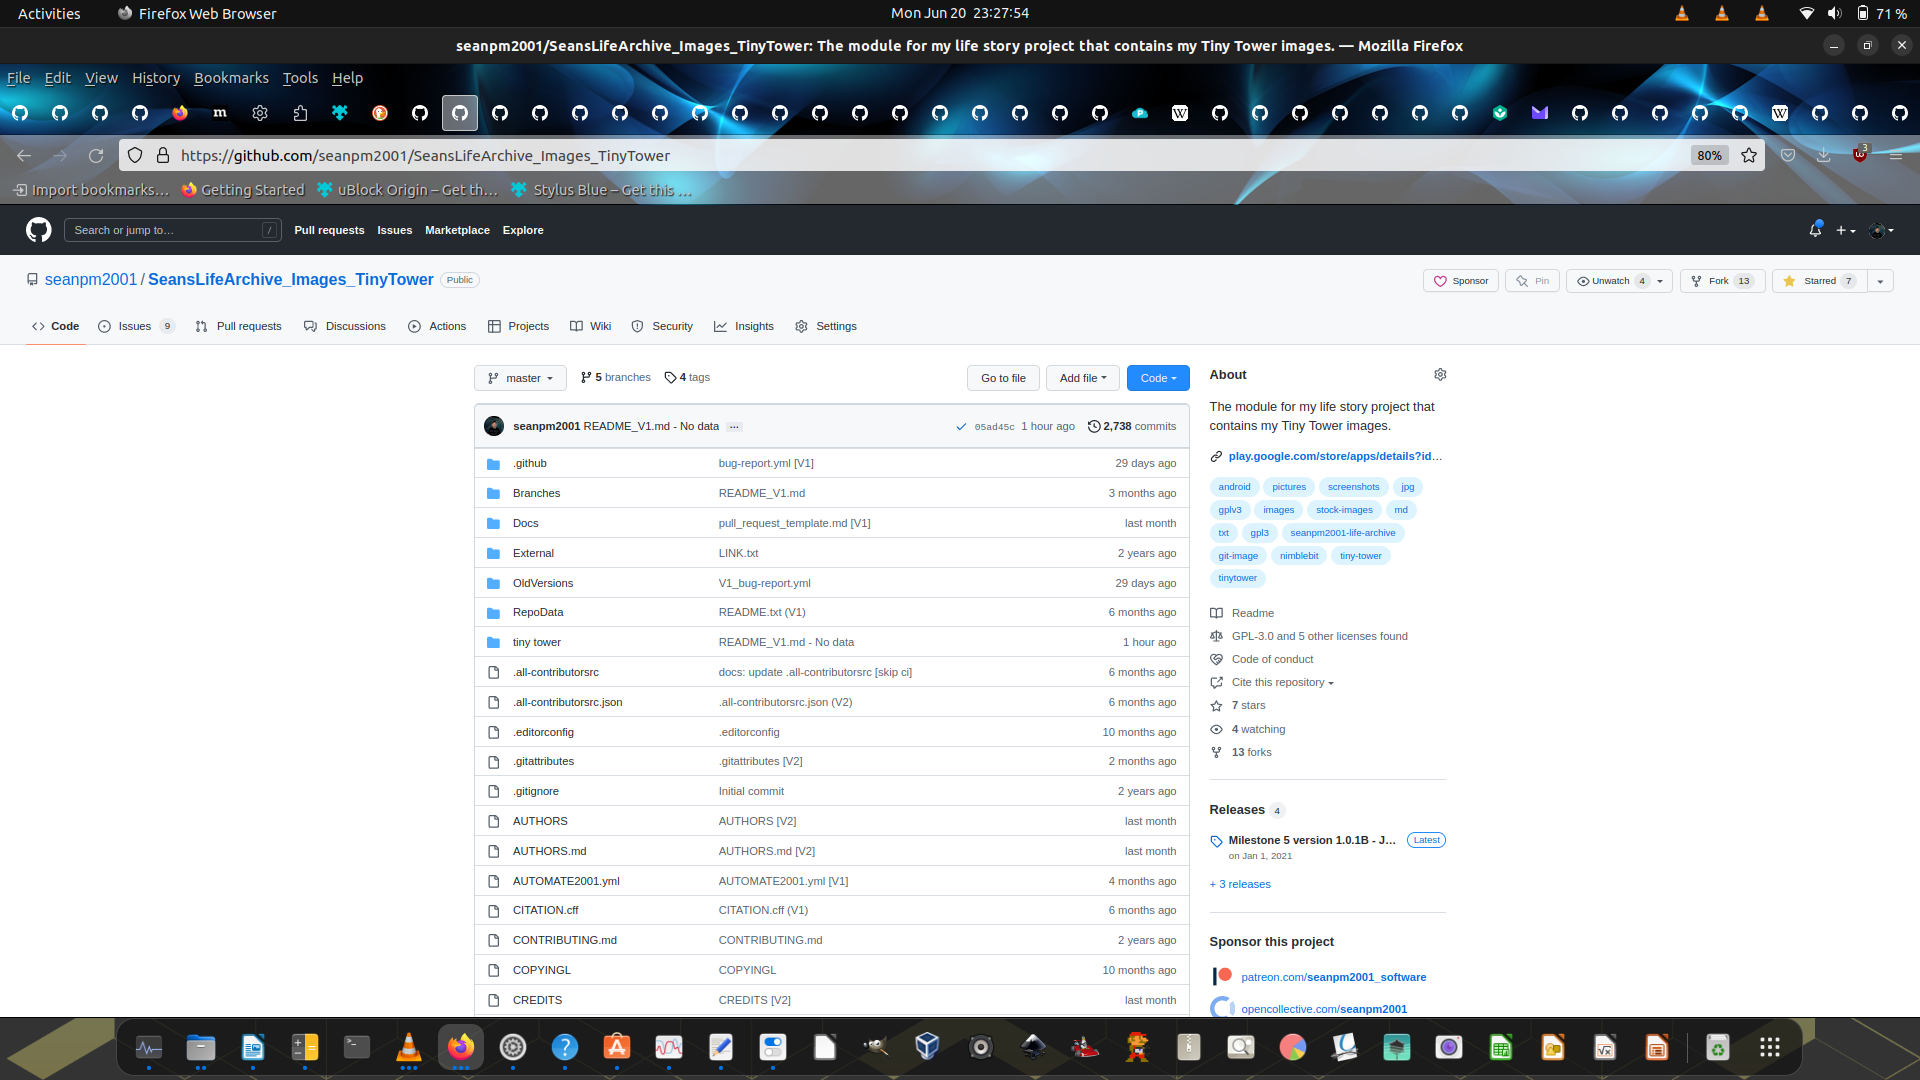 Activities Firefox Web Browser Mon Jun 20 23:27:54 71 %
seanpm2001/SeansLifeArchive_Images_TinyTower: The module for my life story project that contains my Tiny Tower images. — Mozilla Firefox
File Edit View History Bookmarks Tools Help
https://github.com/seanpm2001/SeansLifeArchive_Images_TinyTower 80% 3
Import bookmarks… Getting Started uBlock Origin – Get th… Stylus Blue – Get this …
Search or jump to… / Pull requests Issues Marketplace Explore
seanpm2001 / SeansLifeArchive_Images_TinyTower Public Sponsor Pin Unwatch 4 Fork 13 Starred 7
Code Issues 9 Pull requests Discussions Actions Projects Wiki Security Insights Settings
master 5 branches 4 tags Go to file Add file Code
seanpm2001 README_V1.md - No data … 05ad45c 1 hour ago 2,738 commits
.github bug-report.yml [V1] 29 days ago
Branches README_V1.md 3 months ago
Docs pull_request_template.md [V1] last month
External LINK.txt 2 years ago
OldVersions V1_bug-report.yml 29 days ago
RepoData README.txt (V1) 6 months ago
tiny tower README_V1.md - No data 1 hour ago
.all-contributorsrc docs: update .all-contributorsrc [skip ci] 6 months ago
.all-contributorsrc.json .all-contributorsrc.json (V2) 6 months ago
.editorconfig .editorconfig 10 months ago
.gitattributes .gitattributes [V2] 2 months ago
.gitignore Initial commit 2 years ago
AUTHORS AUTHORS [V2] last month
AUTHORS.md AUTHORS.md [V2] last month
AUTOMATE2001.yml AUTOMATE2001.yml [V1] 4 months ago
CITATION.cff CITATION.cff (V1) 6 months ago
CONTRIBUTING.md CONTRIBUTING.md 2 years ago
COPYINGL COPYINGL 10 months ago
CREDITS CREDITS [V2] last month
About
The module for my life story project that
contains my Tiny Tower images.
play.google.com/store/apps/details?id…
android pictures screenshots jpg
gplv3 images stock-images md
txt gpl3 seanpm2001-life-archive
git-image nimblebit tiny-tower
tinytower
Readme
GPL-3.0 and 5 other licenses found
Code of conduct
Cite this repository
7 stars
4 watching
13 forks
Releases 4
Milestone 5 version 1.0.1B - J… Latest
on Jan 1, 2021
+ 3 releases
Sponsor this project
patreon.com/seanpm2001_software
opencollective.com/seanpm2001